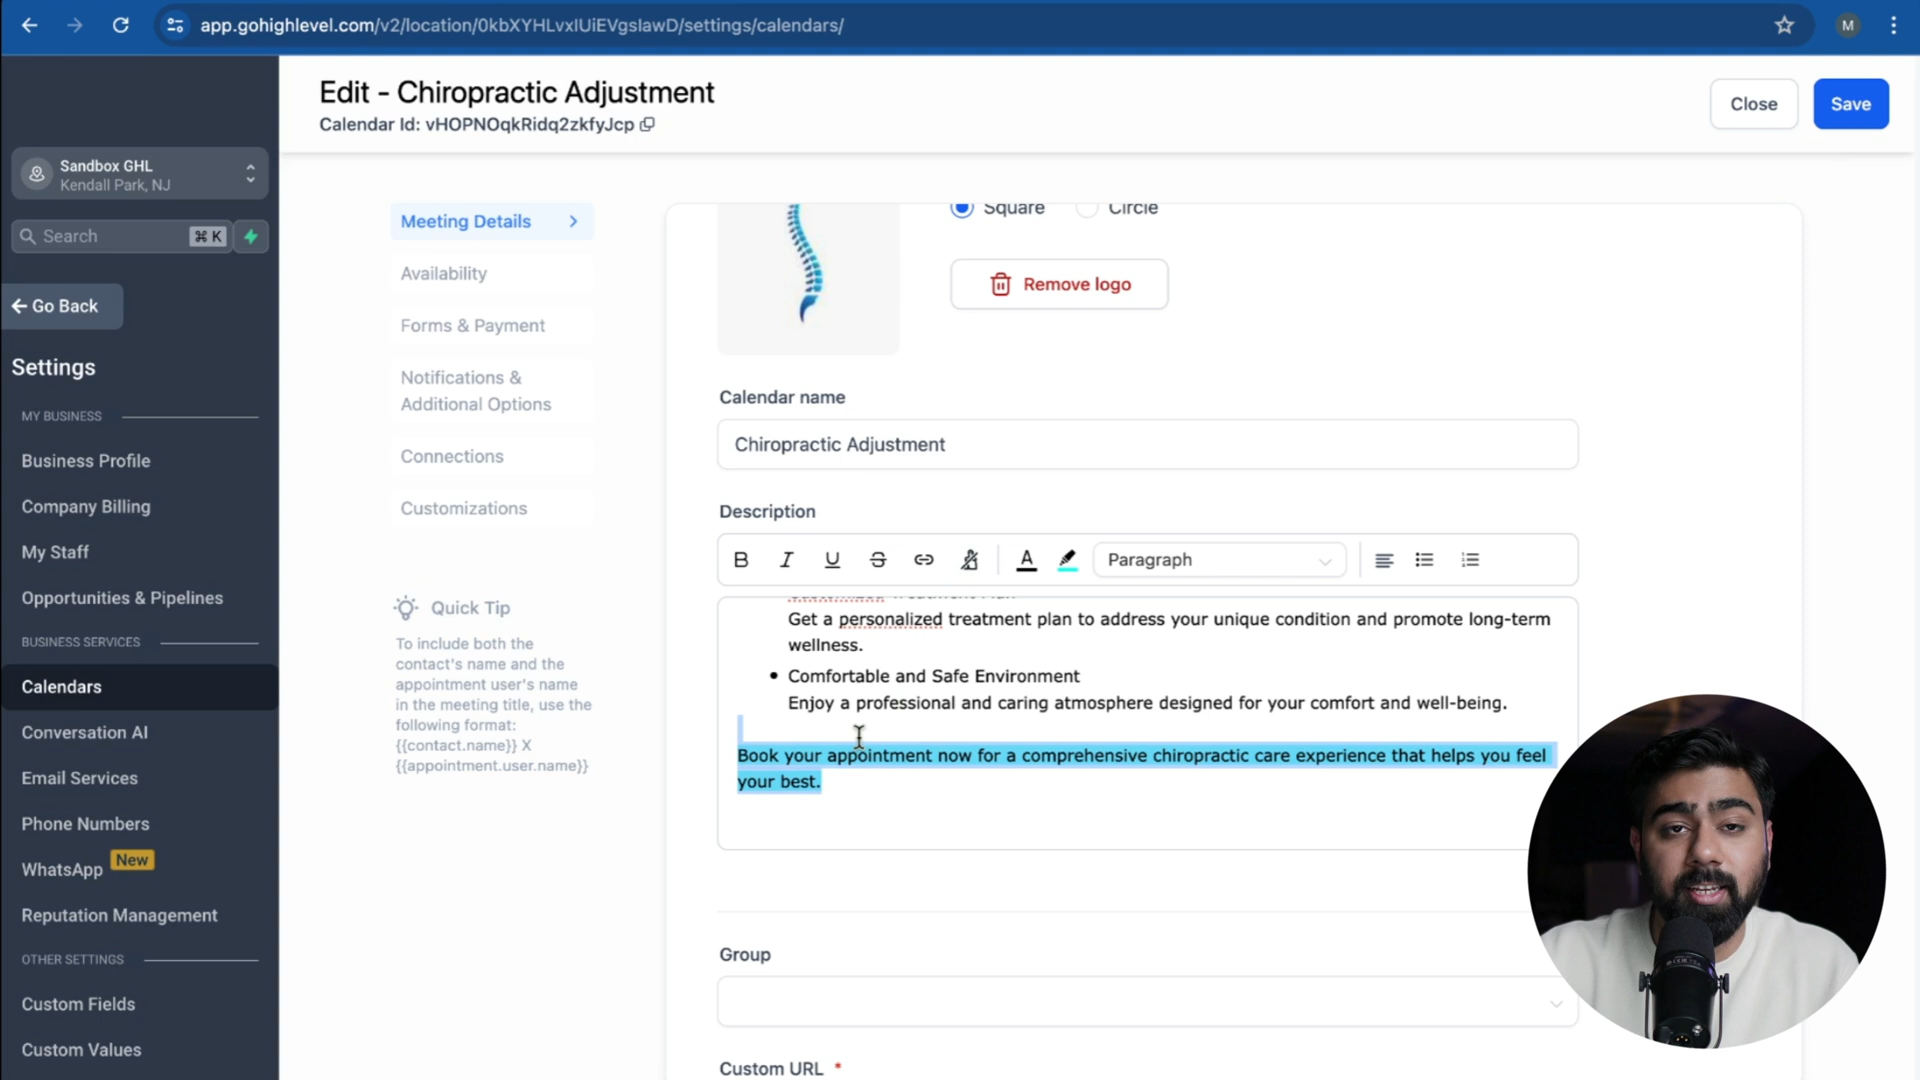 app.gohighlevel.com/v2/location/0kbXYHLvxIUiEVgsIawD/settings/calendars/
M
Edit - Chiropractic Adjustment
Calendar Id: vHOPNOqkRidq2zkfyJcp
Close
Save
Sandbox GHL
Kendall Park, NJ
Search
⌘ K
Go Back
Settings
MY BUSINESS
Business Profile
Company Billing
My Staff
Opportunities & Pipelines
BUSINESS SERVICES
Calendars
Conversation AI
Email Services
Phone Numbers
WhatsApp New
Reputation Management
OTHER SETTINGS
Custom Fields
Custom Values
Meeting Details
Availability
Forms & Payment
Notifications &
Additional Options
Connections
Customizations
Quick Tip
To include both the
contact's name and the
appointment user's name
in the meeting title, use the
following format:
{{contact.name}} X
{{appointment.user.name}}
Square
Circle
Remove logo
Calendar name
Chiropractic Adjustment
Description
B I U S A Paragraph
Get a personalized treatment plan to address your unique condition and promote long-term
wellness.
• Comfortable and Safe Environment
Enjoy a professional and caring atmosphere designed for your comfort and well-being.
Book your appointment now for a comprehensive chiropractic care experience that helps you feel
your best.
Group
Custom URL *